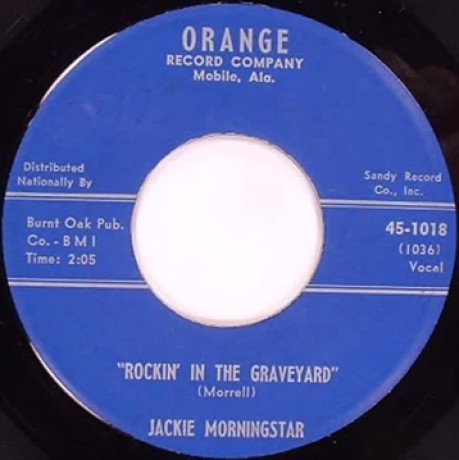 ORANGE
RECORD COMPANY
Mobile, Ala.
Distributed
Nationally By
Sandy Record
Co., Inc.
Burnt Oak Pub.
Co. - BMI
Time: 2:05
45-1018
(1036)
Vocal
"ROCKIN' IN THE GRAVEYARD"
(Morrell)
JACKIE MORNINGSTAR